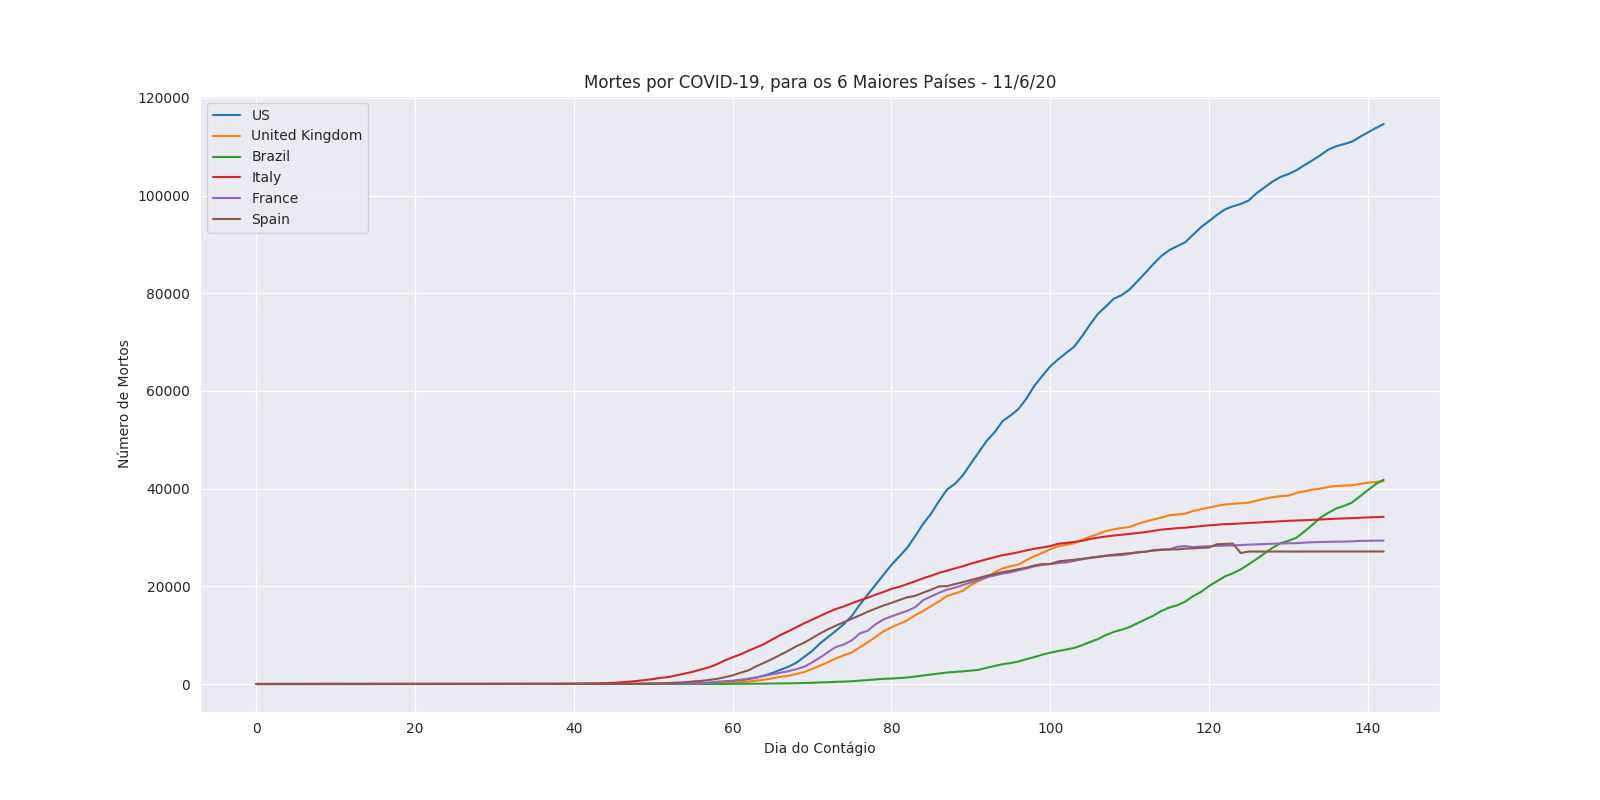 Mortes por COVID-19, para os 6 Maiores Países - 11/6/20
120000
100000
80000
60000
40000
20000
0
Número de Mortos
US
United Kingdom
Brazil
Italy
France
Spain
0 20 40 60 80 100 120 140
Dia do Contágio